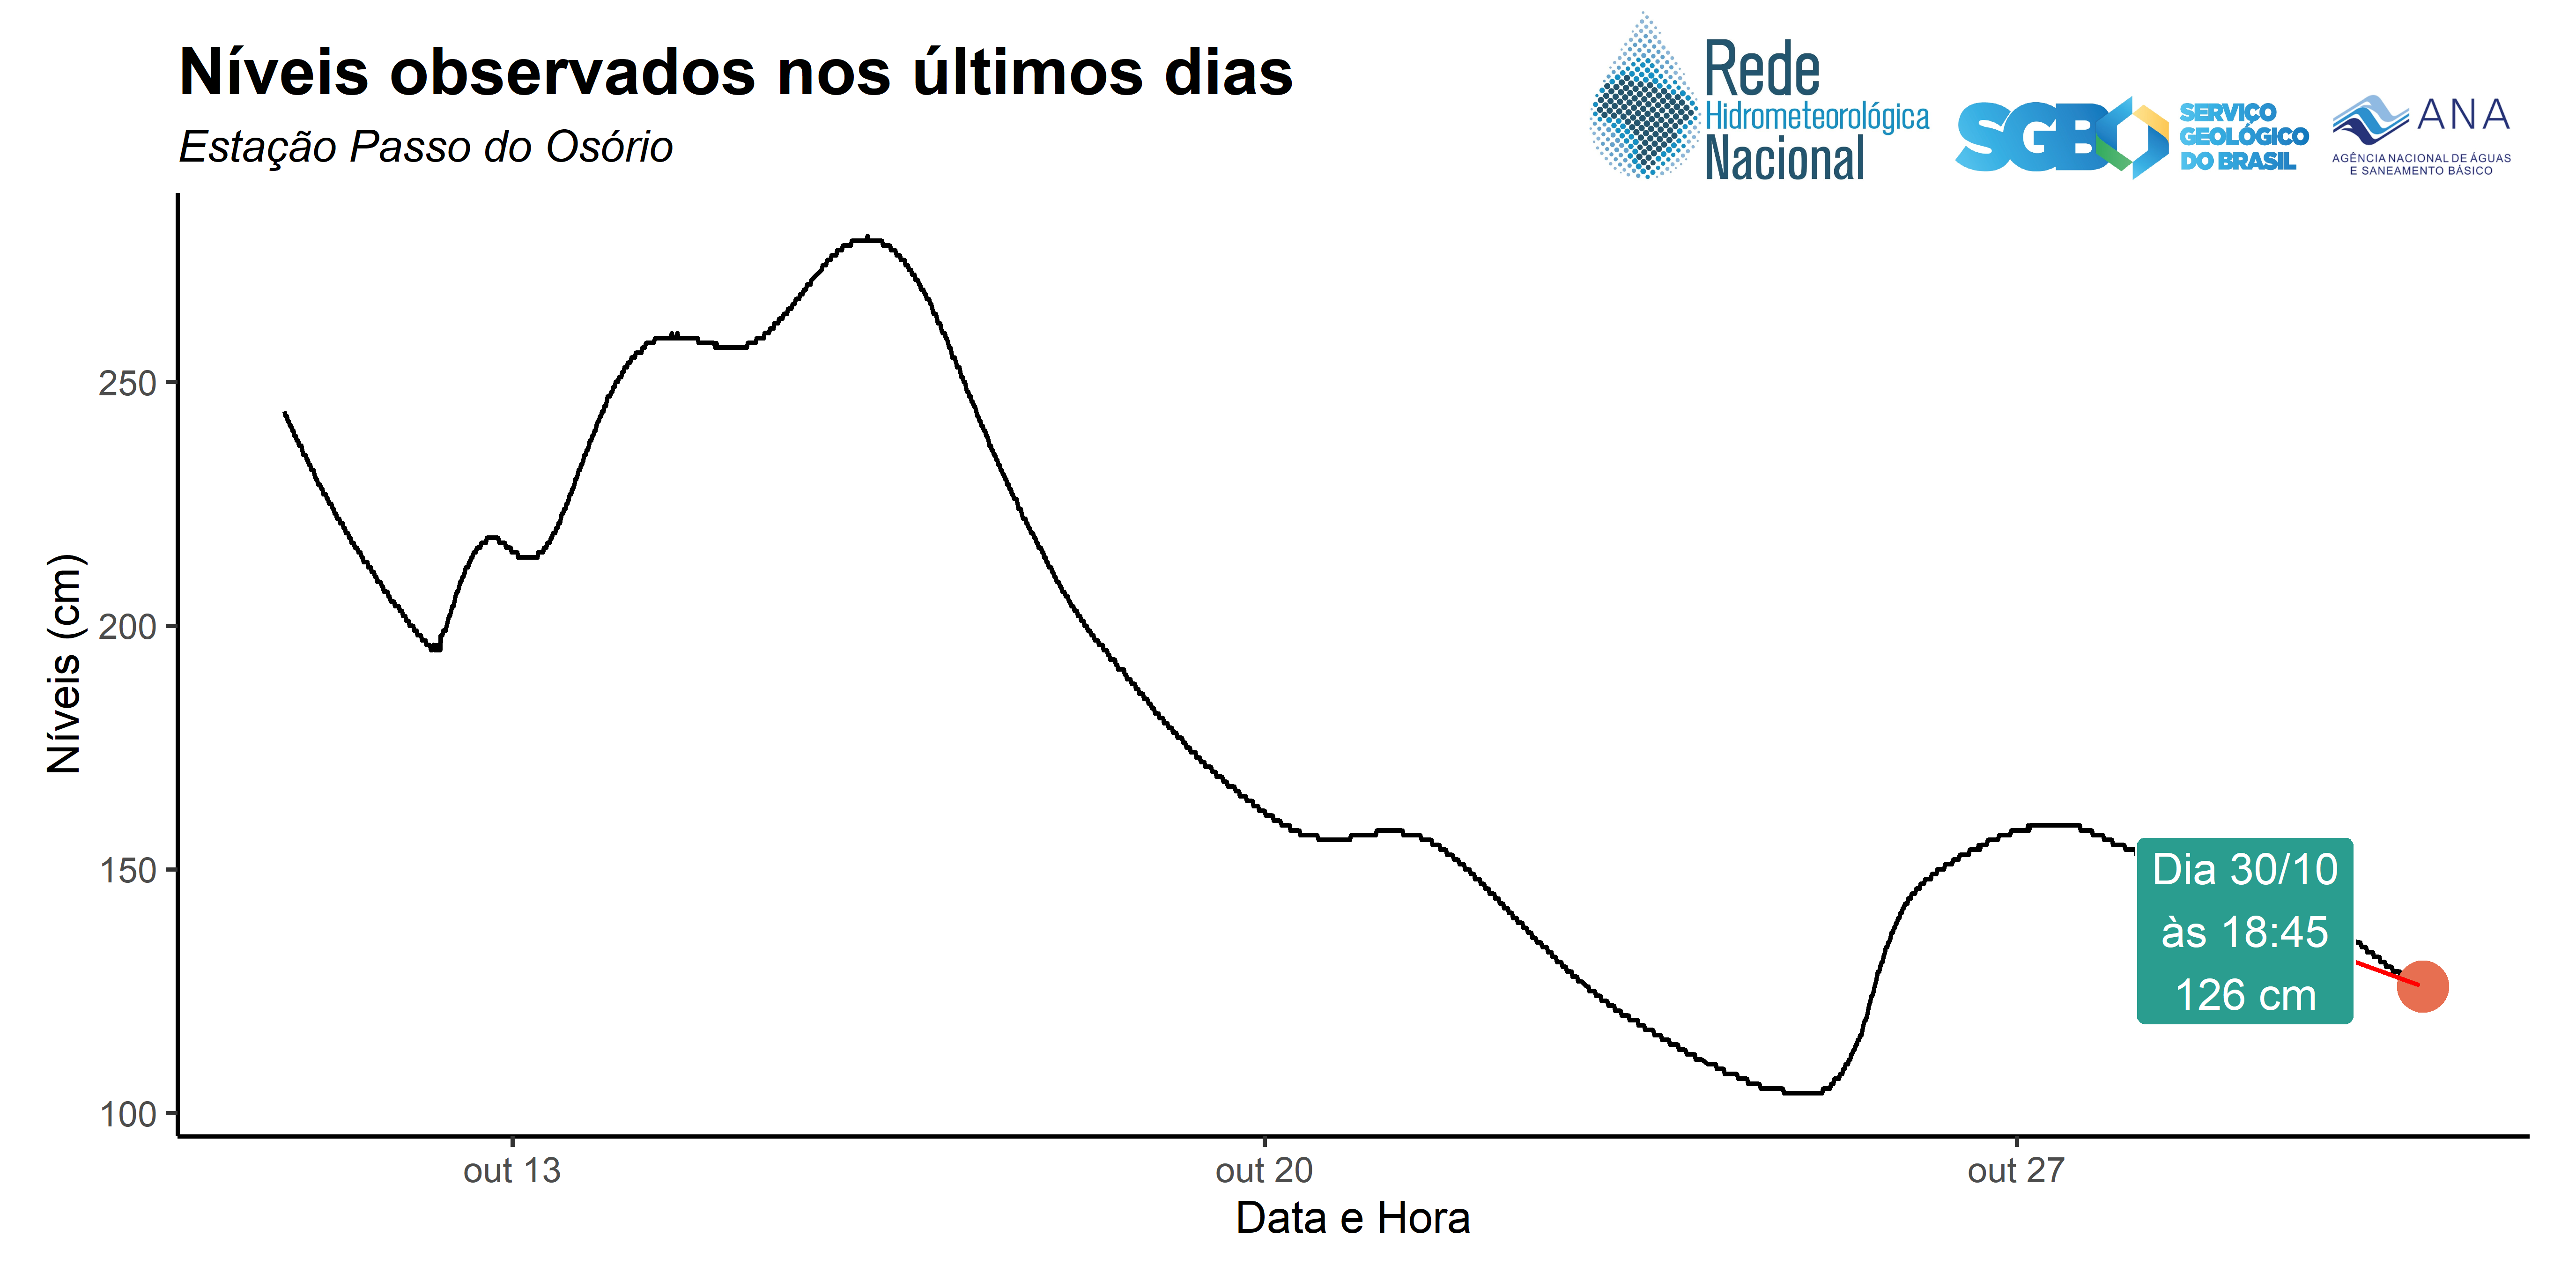 Níveis observados nos últimos dias
Estação Passo do Osório
Rede
Hidrometeorológica
Nacional
SGB
SERVIÇO
GEOLÓGICO
DO BRASIL
ANA
AGÊNCIA NACIONAL DE ÁGUAS
E SANEAMENTO BÁSICO
Níveis (cm)
250
200
150
100
Dia 30/10
às 18:45
126 cm
out 13
out 20
out 27
Data e Hora